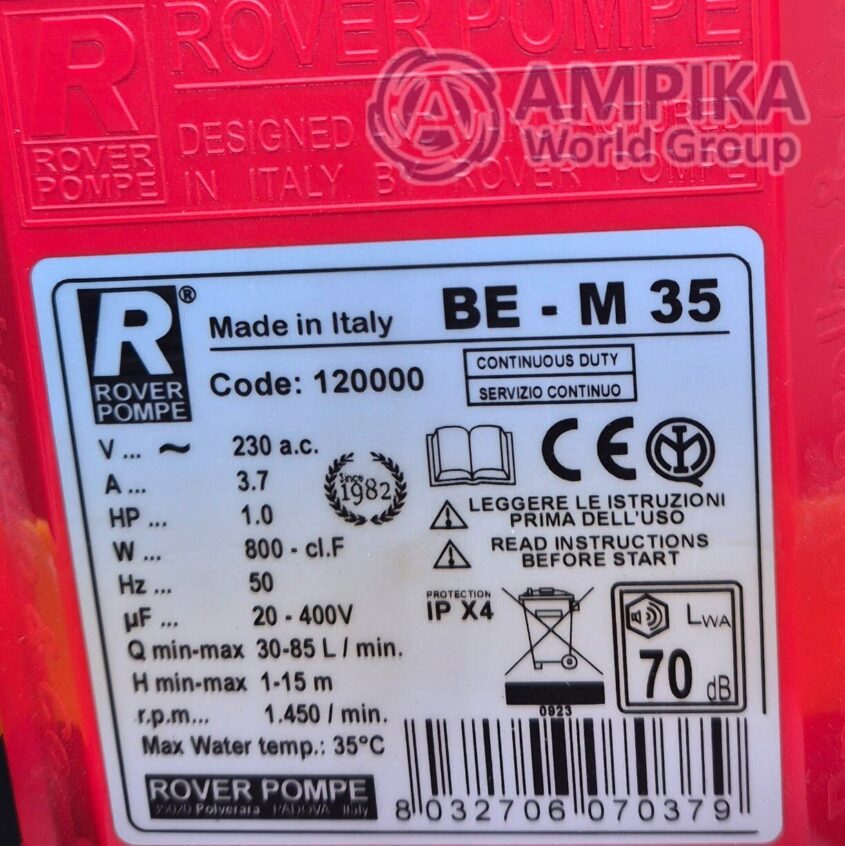 R
ROVER POMPE
ROVER
POMPE
DESIGNED AND MANUFACTURED
IN ITALY BY ROVER POMPE
AMPIKA
World Group
R®
ROVER
POMPE
Made in Italy
BE - M 35
Code: 120000
CONTINUOUS DUTY
SERVIZIO CONTINUO
V ... ~ 230 a.c.
A ... 3.7
HP ... 1.0
W ... 800 - cl.F
Hz ... 50
µF ... 20 - 400V
Q min-max 30-85 L / min.
H min-max 1-15 m
r.p.m... 1.450 / min.
Max Water temp.: 35°C
Since
1982
CE
LEGGERE LE ISTRUZIONI
PRIMA DELL'USO
READ INSTRUCTIONS
BEFORE START
PROTECTION
IP X4
0923
LWA
70 dB
ROVER POMPE
35020 Polverara - PADOVA - Italy
8 032706 070379